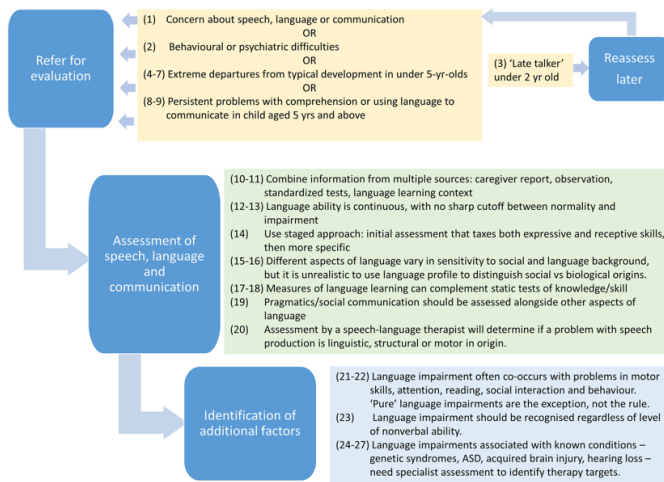 Refer for
evaluation
(1) Concern about speech, language or communication
OR
(2) Behavioural or psychiatric difficulties
OR
(4-7) Extreme departures from typical development in under 5-yr-olds
OR
(8-9) Persistent problems with comprehension or using language to
communicate in child aged 5 yrs and above
(3) ‘Late talker’
under 2 yr old
Reassess
later
Assessment of
speech, language
and
communication
(10-11) Combine information from multiple sources: caregiver report, observation,
standardized tests, language learning context
(12-13) Language ability is continuous, with no sharp cutoff between normality and
impairment
(14) Use staged approach: initial assessment that taxes both expressive and receptive skills,
then more specific
(15-16) Different aspects of language vary in sensitivity to social and language background,
but it is unrealistic to use language profile to distinguish social vs biological origins.
(17-18) Measures of language learning can complement static tests of knowledge/skill
(19) Pragmatics/social communication should be assessed alongside other aspects of
language
(20) Assessment by a speech-language therapist will determine if a problem with speech
production is linguistic, structural or motor in origin.
Identification of
additional factors
(21-22) Language impairment often co-occurs with problems in motor
skills, attention, reading, social interaction and behaviour.
‘Pure’ language impairments are the exception, not the rule.
(23) Language impairment should be recognised regardless of level
of nonverbal ability.
(24-27) Language impairments associated with known conditions –
genetic syndromes, ASD, acquired brain injury, hearing loss –
need specialist assessment to identify therapy targets.